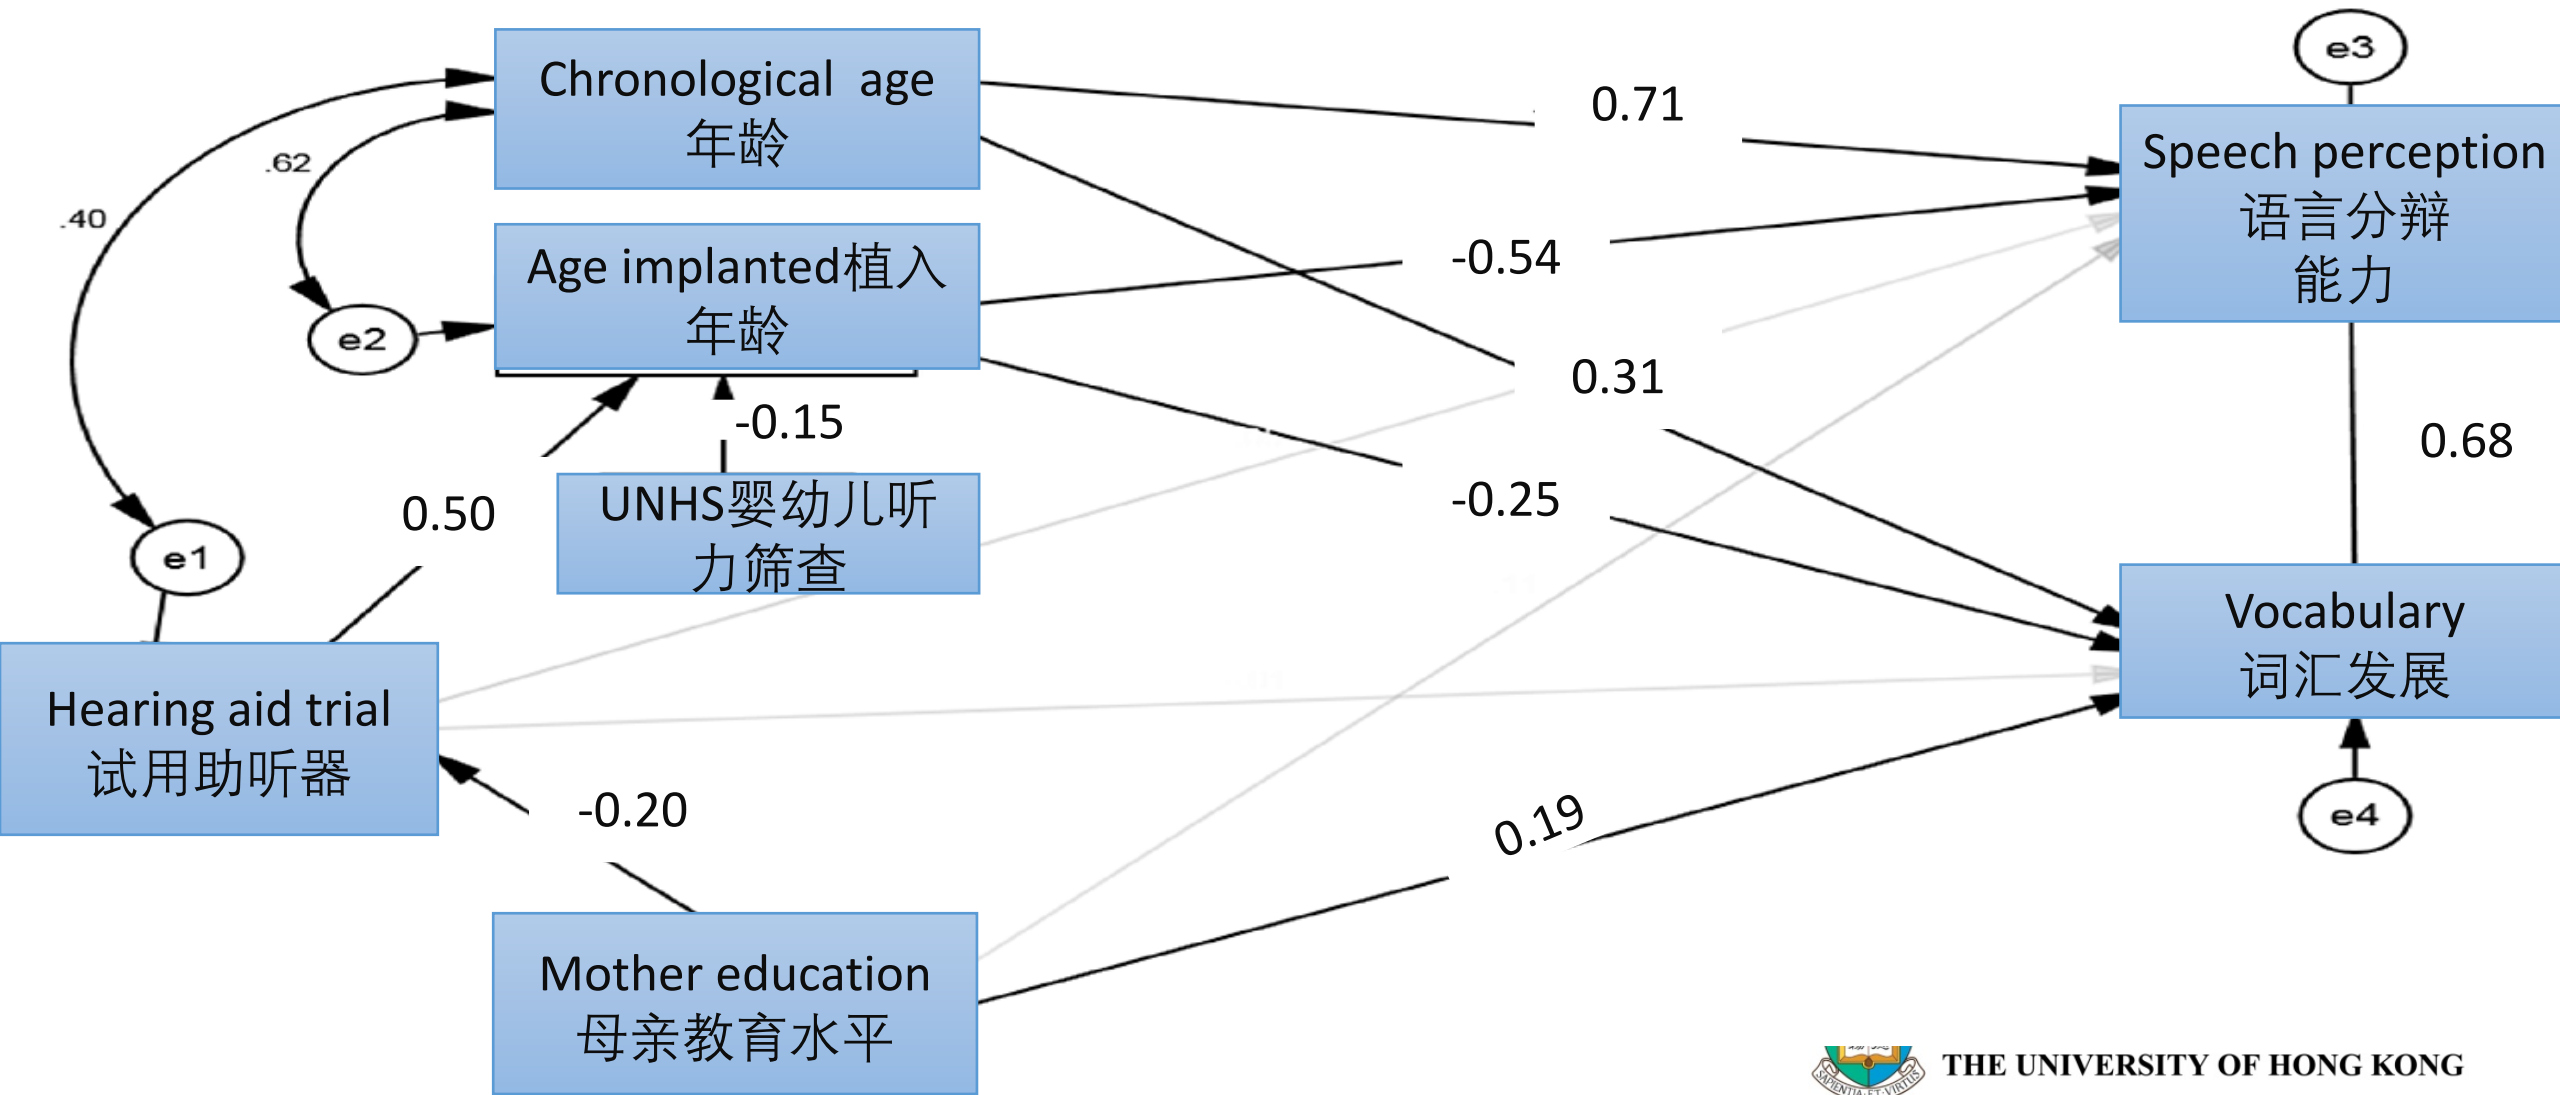 e3
Chronological age
年龄
0.71
Speech perception
语言分辩
能力
.62
.40
Age implanted植入
年龄
-0.54
e2
0.31
-0.15
0.68
UNHS婴幼儿听
力筛查
-0.25
0.50
e1
Vocabulary
词汇发展
Hearing aid trial
试用助听器
-0.20
0.19
e4
Mother education
母亲教育水平
SAPIENTIA·ET·VIRTUS
THE UNIVERSITY OF HONG KONG